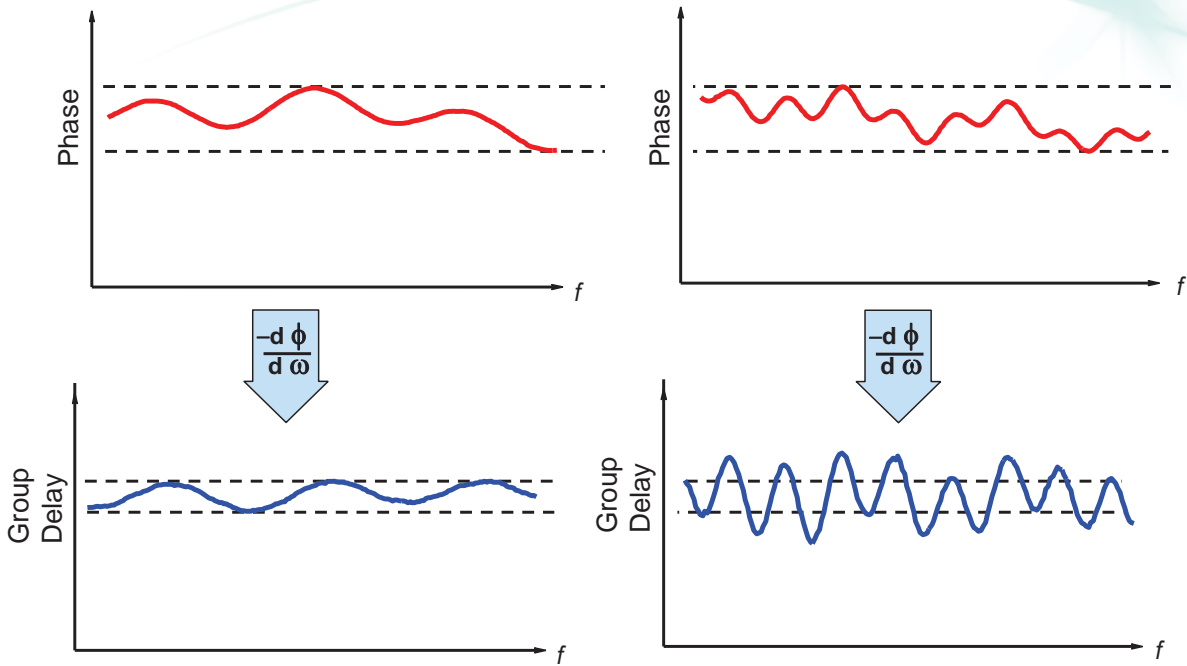 Phase
f
Phase
f
–d ϕ
d ω
–d ϕ
d ω
Group
Delay
f
Group
Delay
f